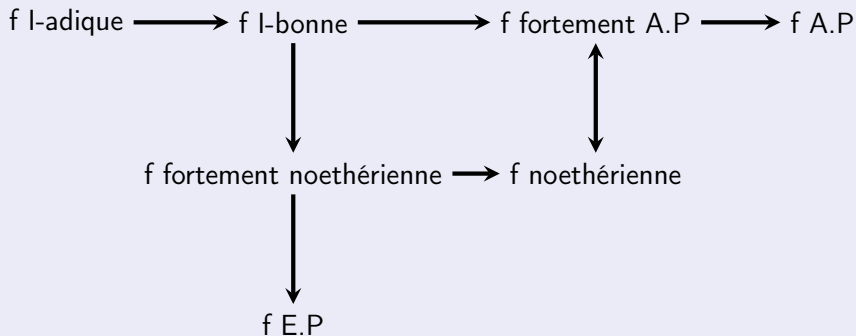 f I-adique f I-bonne f fortement A.P f A.P
f fortement noethérienne f noethérienne
f E.P